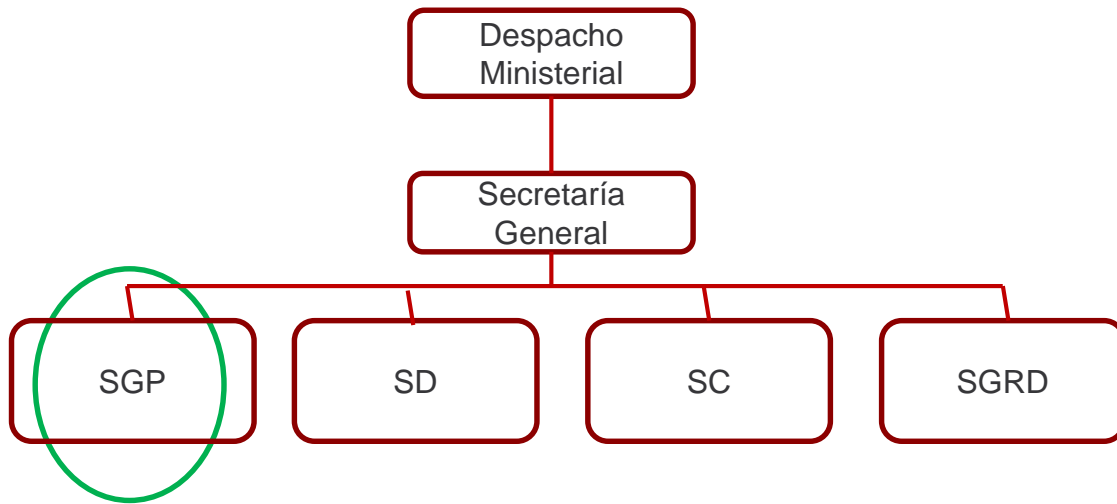 Despacho
Ministerial
Secretaría
General
SGP
SD
SC
SGRD